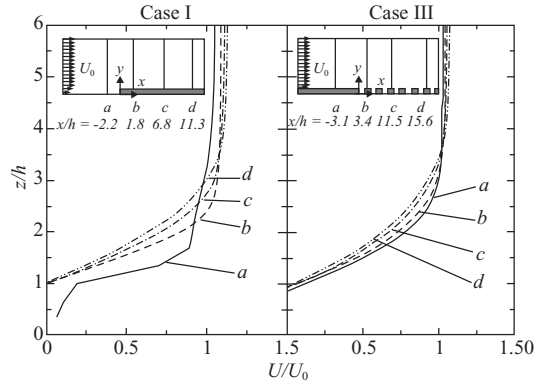 Case I
Case III
6
5
4
3
2
1
0
z/h
U₀
y
x
a b c d
x/h = -2.2 1.8 6.8 11.3
d
c
b
a
U₀
y
x
a b c d
x/h = -3.1 3.4 11.5 15.6
a
b
c
d
0 0.5 1 1.50 0.5 1 1.50
U/U₀